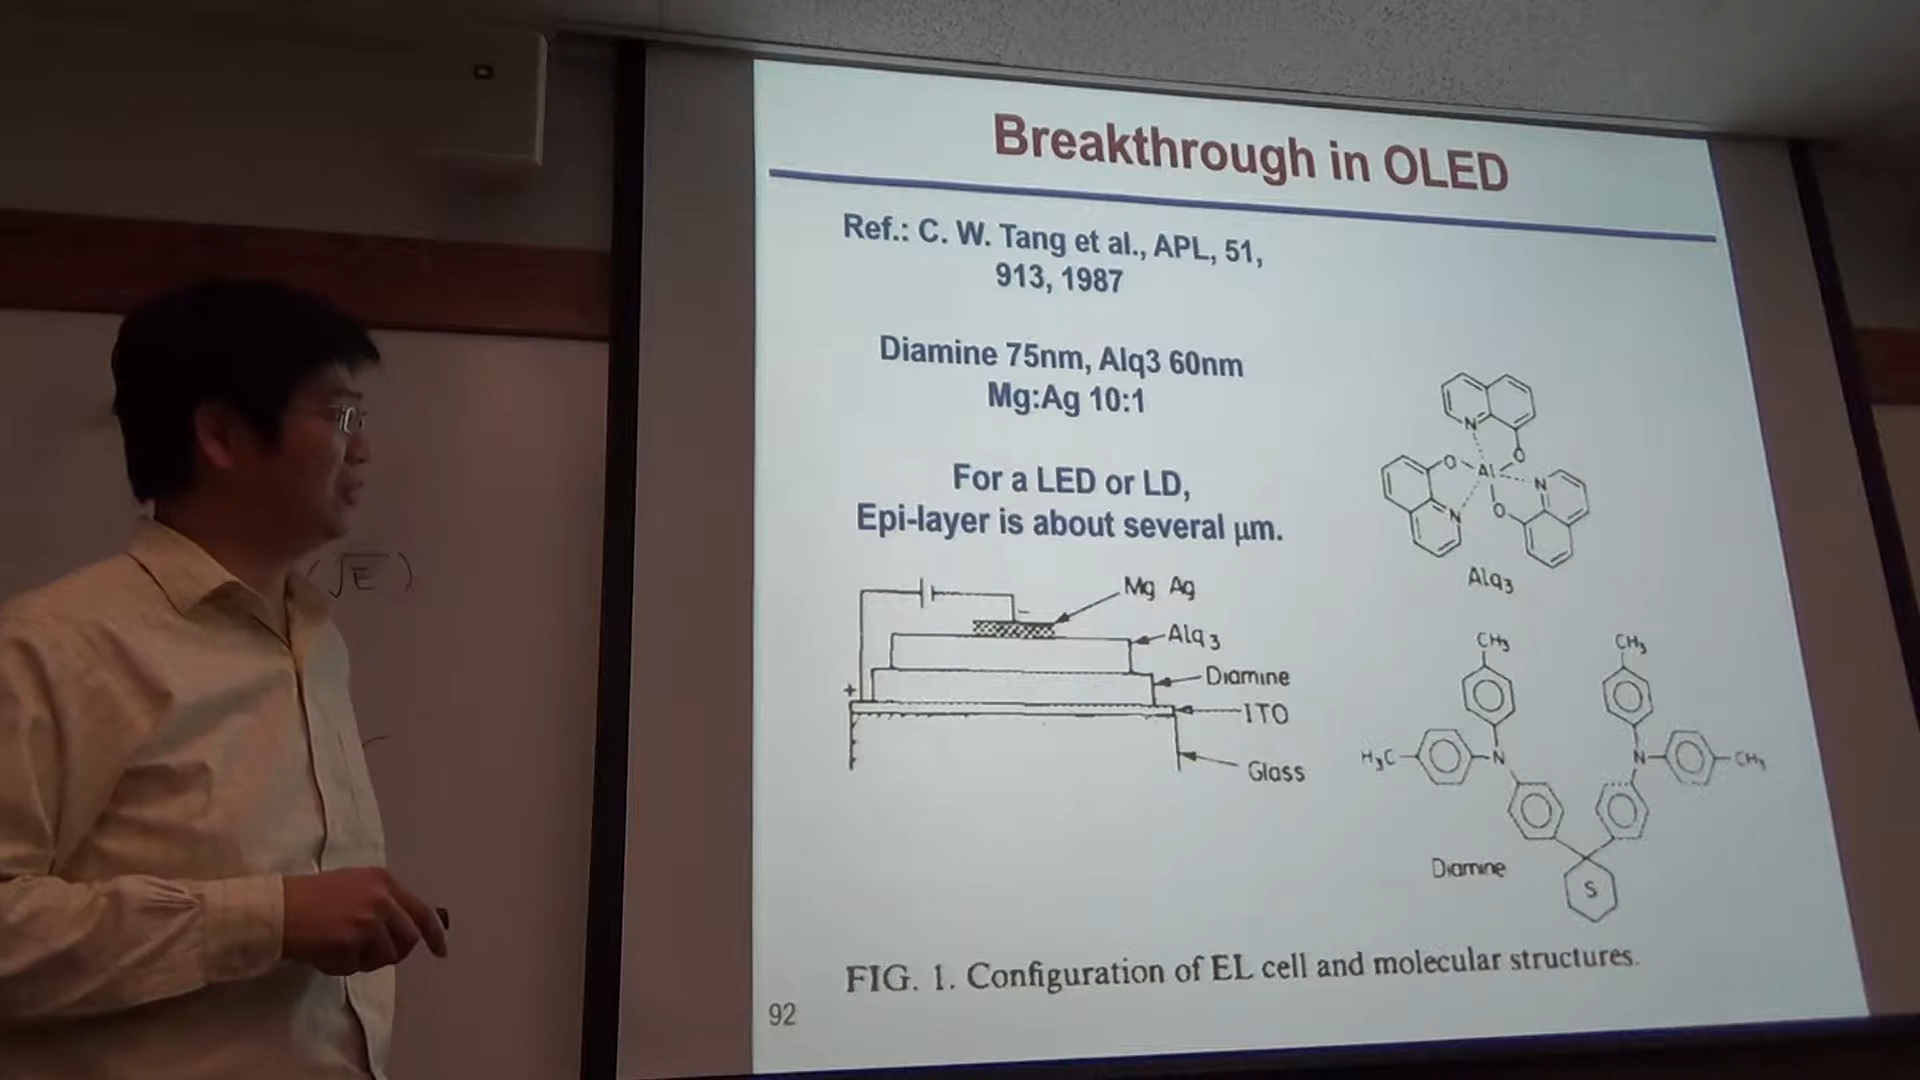 Breakthrough in OLED
Ref.: C. W. Tang et al., APL, 51,
913, 1987
Diamine 75nm, Alq3 60nm
Mg:Ag 10:1
For a LED or LD,
Epi-layer is about several μm.
(√E)
Mg Ag
Alq3
Diamine
ITO
Glass
+
−
N
O
Al
O
N
O
N
Alq3
CH3
CH3
H3C
N
N
CH3
Diamine
S
FIG. 1. Configuration of EL cell and molecular structures.
92